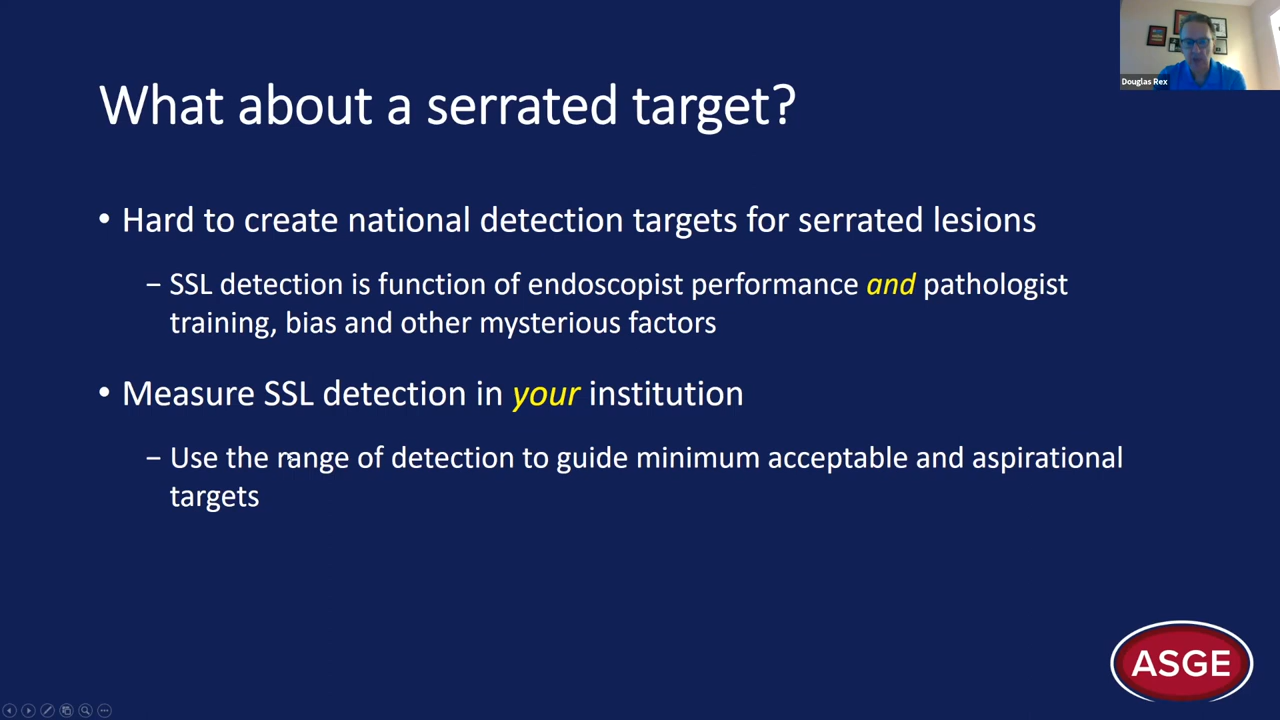 Douglas Rex
What about a serrated target?
• Hard to create national detection targets for serrated lesions
– SSL detection is function of endoscopist performance and pathologist
training, bias and other mysterious factors
• Measure SSL detection in your institution
– Use the range of detection to guide minimum acceptable and aspirational
targets
ASGE